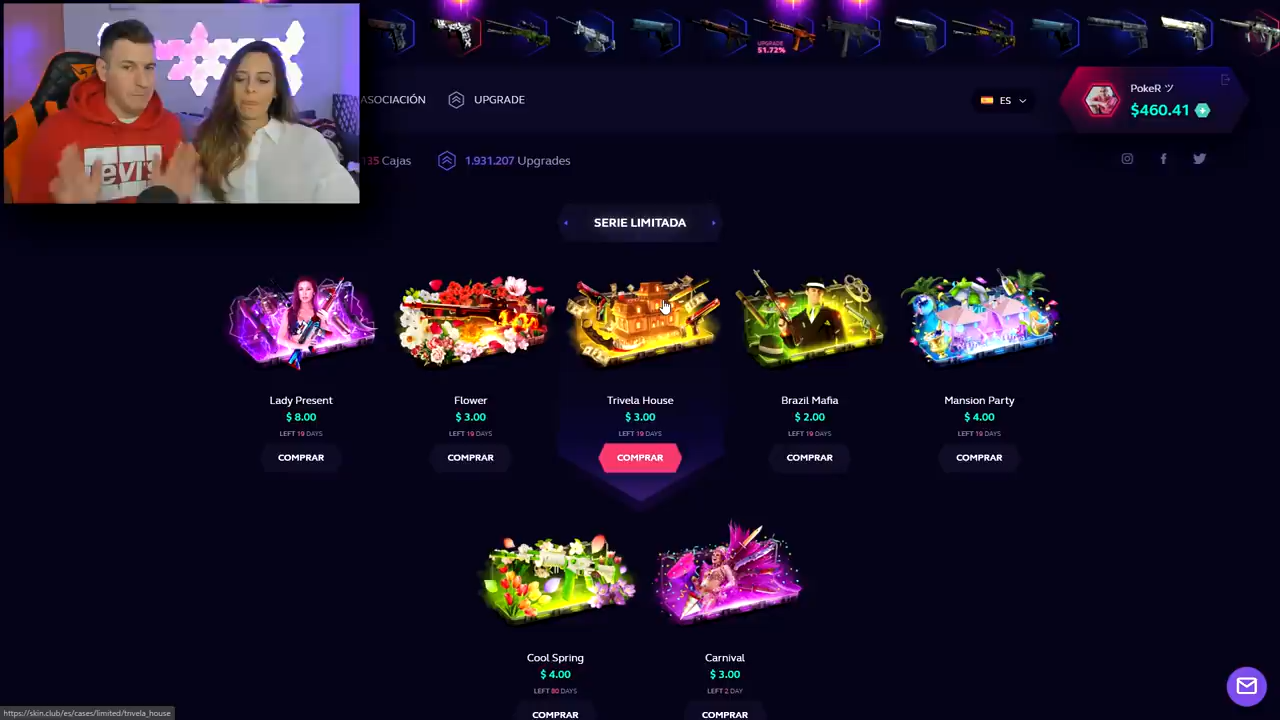 UPGRADE
51.72%
ASOCIACIÓN
UPGRADE
ES
PokeR ツ
$460.41
135 Cajas
1.931.207 Upgrades
Levi's
SERIE LIMITADA
Lady Present
$ 8.00
LEFT 19 DAYS
COMPRAR
Flower
$ 3.00
LEFT 19 DAYS
COMPRAR
Trivela House
$ 3.00
LEFT 19 DAYS
COMPRAR
Brazil Mafia
$ 2.00
LEFT 19 DAYS
COMPRAR
Mansion Party
$ 4.00
LEFT 19 DAYS
COMPRAR
Cool Spring
$ 4.00
LEFT 80 DAYS
COMPRAR
Carnival
$ 3.00
LEFT 2 DAY
COMPRAR
https://skin.club/es/cases/limited/trivela_house